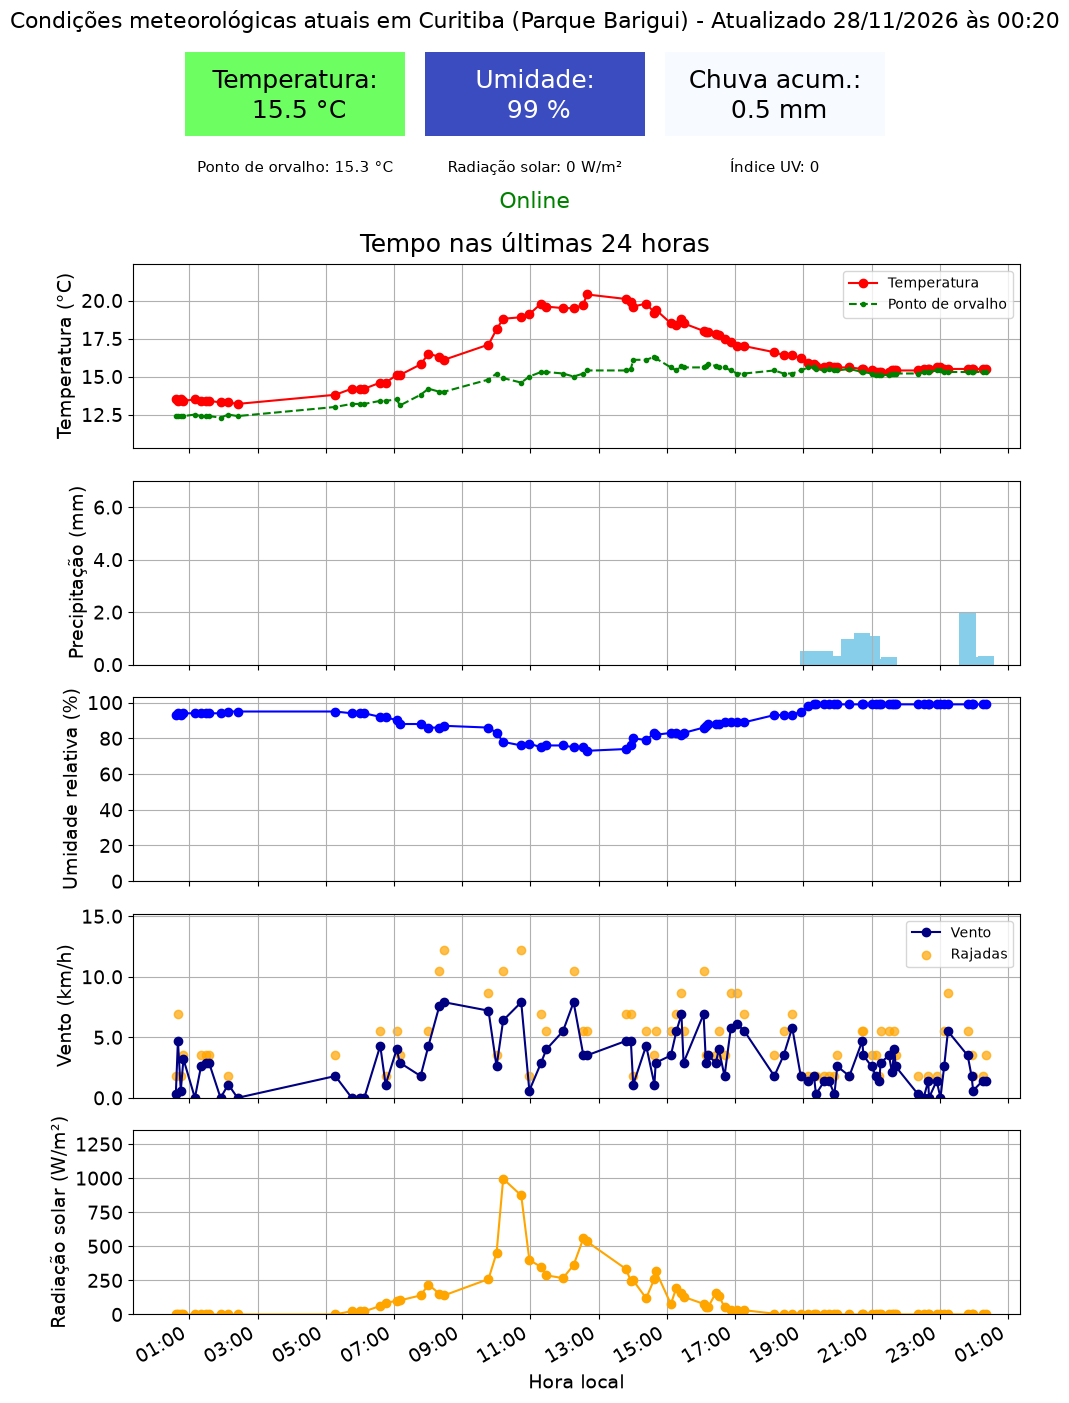 Condições meteorológicas atuais em Curitiba (Parque Barigui) - Atualizado 28/11/2026 às 00:20
Temperatura:
15.5 °C
Umidade:
99 %
Chuva acum.:
0.5 mm
Ponto de orvalho: 15.3 °C
Radiação solar: 0 W/m²
Índice UV: 0
Online
Tempo nas últimas 24 horas
Temperatura (°C)
20.0
17.5
15.0
12.5
Temperatura
Ponto de orvalho
Precipitação (mm)
6.0
4.0
2.0
0.0
Umidade relativa (%)
100
80
60
40
20
0
Vento (km/h)
15.0
10.0
5.0
0.0
Vento
Rajadas
Radiação solar (W/m²)
1250
1000
750
500
250
0
01:00
03:00
05:00
07:00
09:00
11:00
13:00
15:00
17:00
19:00
21:00
23:00
01:00
Hora local